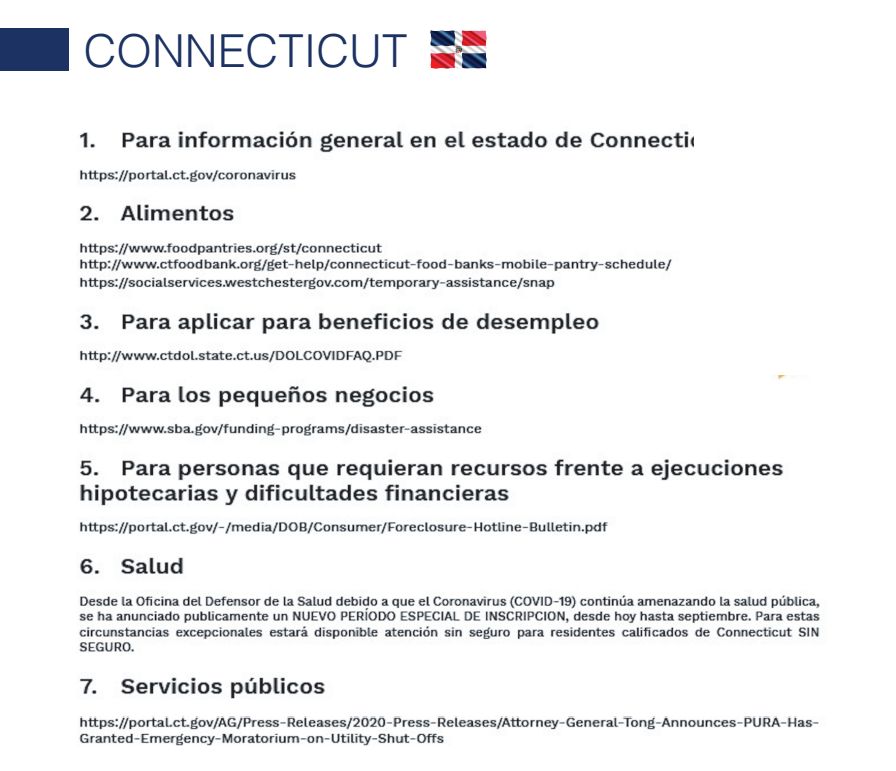 CONNECTICUT
1. Para información general en el estado de
https://portal.ct.gov/coronavirus
2. Alimentos
https://www.foodpantries.org/st/connecticut
http://www.ctfoodbank.org/get-help/connecticut-food-banks-mobile-pantry-schedule/
https://socialservices.westchestergov.com/temporary-assistance/snap
3. Para aplicar para beneficios de desempleo
http://www.ctdol.state.ct.us/DOLCOVIDFAQ.PDF
4. Para los pequeños negocios
https://www.sba.gov/funding-programs/disaster-assistance
5. Para personas que requieran recursos frente a ejecuciones
hipotecarias y dificultades financieras
https://portal.ct.gov/-/media/DOB/Consumer/Foreclosure-Hotline-Bulletin.pdf
6. Salud
Desde la Oficina del Defensor de la Salud debido a que el Coronavirus (COVID-19) continúa amenazando la salud pública,
se ha anunciado publicamente un NUEVO PERÍODO ESPECIAL DE INSCRIPCION, desde hoy hasta septiembre. Para estas
circunstancias excepcionales estará disponible atención sin seguro para residentes calificados de Connecticut SIN
SEGURO.
7. Servicios públicos
https://portal.ct.gov/AG/Press-Releases/2020-Press-Releases/Attorney-General-Tong-Announces-PURA-Has-
Granted-Emergency-Moratorium-on-Utility-Shut-Offs